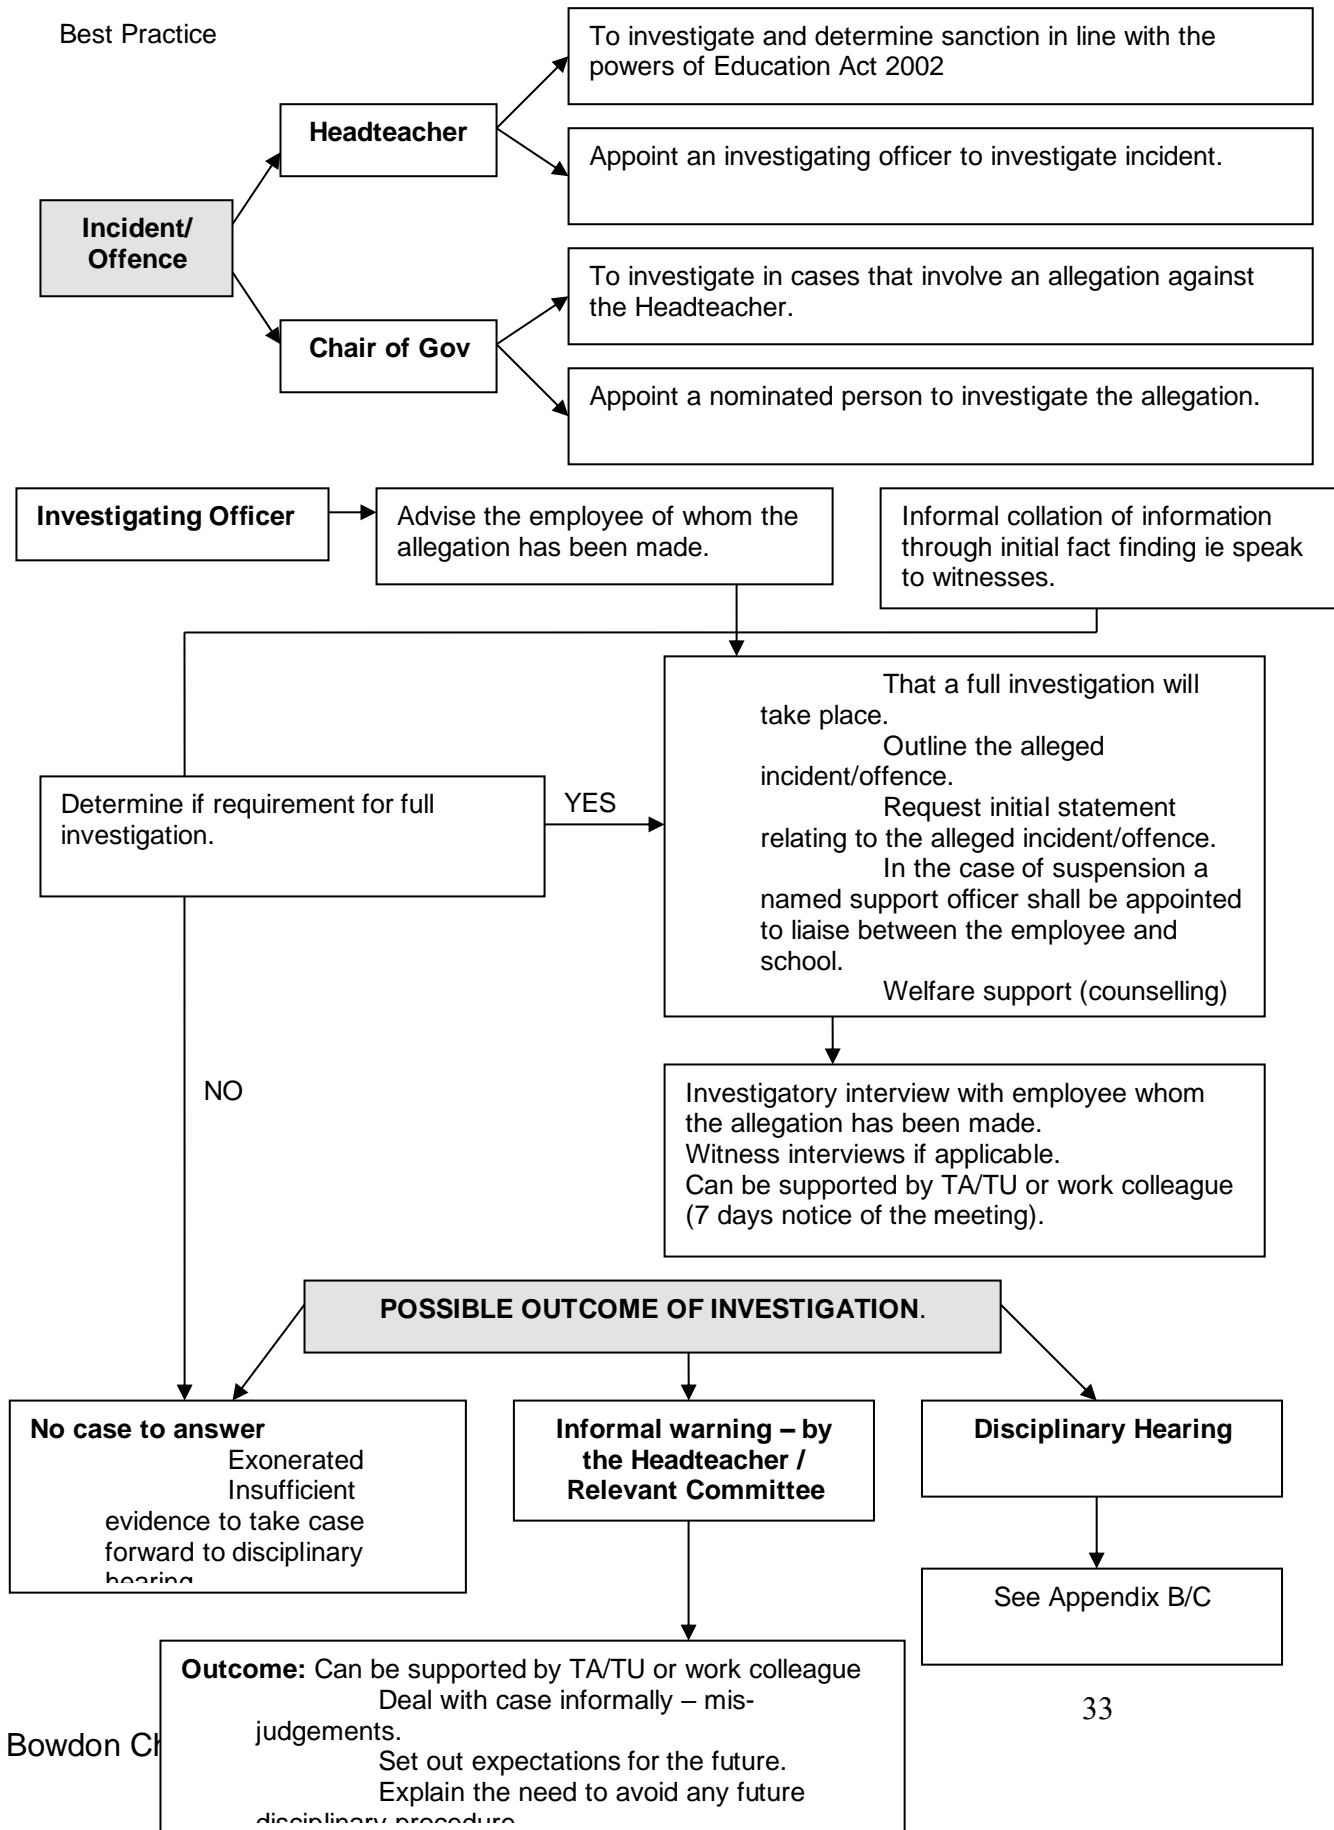 Best Practice
To investigate and determine sanction in line with the
powers of Education Act 2002
Headteacher
Appoint an investigating officer to investigate incident.
Incident/
Offence
To investigate in cases that involve an allegation against
the Headteacher.
Chair of Gov
Appoint a nominated person to investigate the allegation.
Investigating Officer
Advise the employee of whom the
allegation has been made.
Informal collation of information
through initial fact finding ie speak
to witnesses.
That a full investigation will
take place.
Outline the alleged
incident/offence.
Request initial statement
relating to the alleged incident/offence.
In the case of suspension a
named support officer shall be appointed
to liaise between the employee and
school.
Welfare support (counselling)
Determine if requirement for full
investigation.
YES
NO
Investigatory interview with employee whom
the allegation has been made.
Witness interviews if applicable.
Can be supported by TA/TU or work colleague
(7 days notice of the meeting).
POSSIBLE OUTCOME OF INVESTIGATION.
No case to answer
Exonerated
Insufficient
evidence to take case
forward to disciplinary
hearing
Informal warning – by
the Headteacher /
Relevant Committee
Disciplinary Hearing
See Appendix B/C
Outcome: Can be supported by TA/TU or work colleague
Deal with case informally – mis-
judgements.
Set out expectations for the future.
Explain the need to avoid any future
disciplinary procedure
33
Bowdon